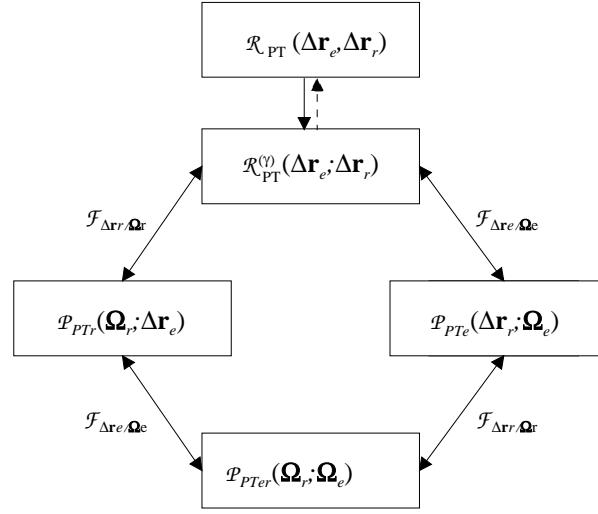 ℛ_PT (Δ𝐫_e,Δ𝐫_r)
ℛ_PT^(γ)(Δ𝐫_e;Δ𝐫_r)
ℱ_Δ𝐫r/𝛀r
ℱ_Δ𝐫e/𝛀e
𝒫_PTr(𝛀_r;Δ𝐫_e)
𝒫_PTe(Δ𝐫_r;𝛀_e)
ℱ_Δ𝐫e/𝛀e
ℱ_Δ𝐫r/𝛀r
𝒫_PTer(𝛀_r;𝛀_e)